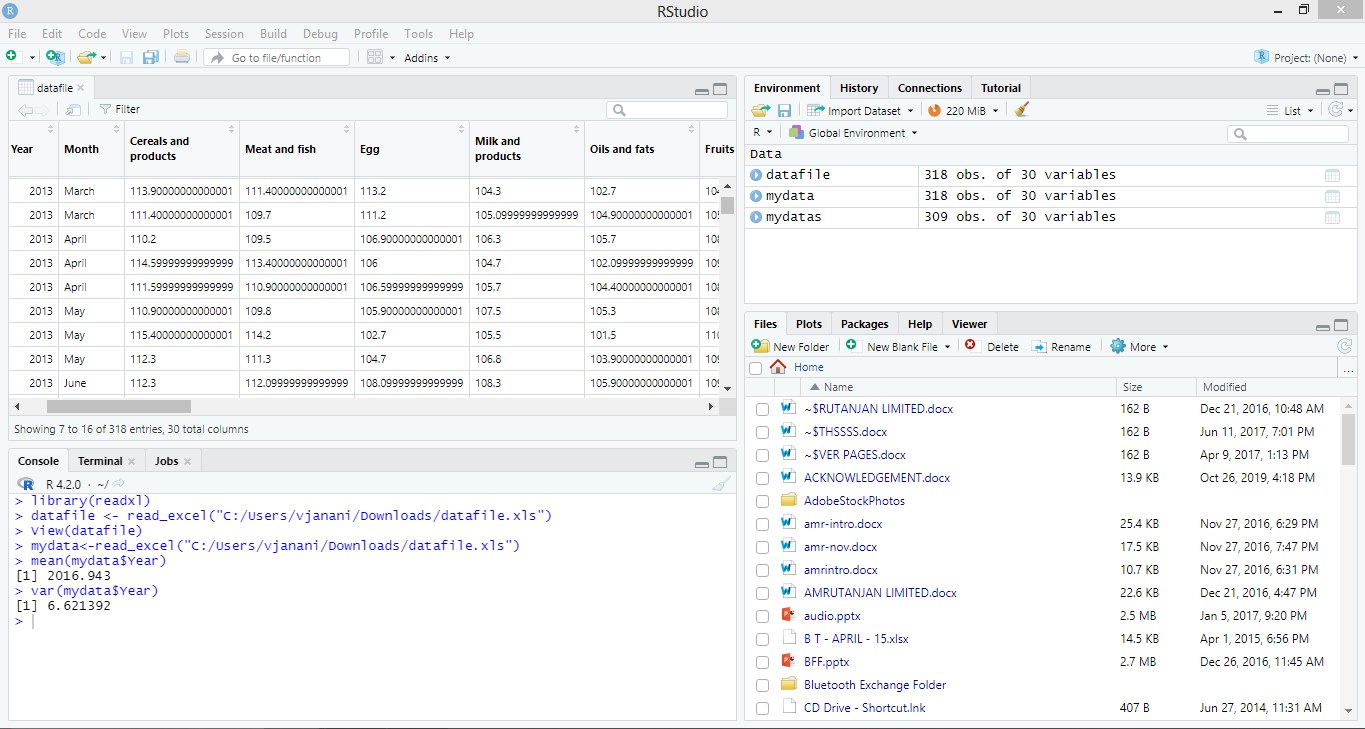 RStudio
File Edit Code View Plots Session Build Debug Profile Tools Help
Go to file/function Addins Project: (None)
datafile
Filter
Year Month Cereals and products Meat and fish Egg Milk and products Oils and fats Fruits
2013 March 113.90000000000001 111.40000000000001 113.2 104.3 102.7
2013 March 111.40000000000001 109.7 111.2 105.09999999999999 104.90000000000001
2013 April 110.2 109.5 106.90000000000001 106.3 105.7
2013 April 114.59999999999999 113.40000000000001 106 104.7 102.09999999999999
2013 April 111.59999999999999 110.90000000000001 106.59999999999999 105.7 104.40000000000001
2013 May 110.90000000000001 109.8 105.90000000000001 107.5 105.3
2013 May 115.40000000000001 114.2 102.7 105.5 101.5
2013 May 112.3 111.3 104.7 106.8 103.90000000000001
2013 June 112.3 112.09999999999999 108.09999999999999 108.3 105.90000000000001
Showing 7 to 16 of 318 entries, 30 total columns
Console Terminal Jobs
R 4.2.0 · ~/
> library(readxl)
> datafile <- read_excel("C:/Users/vjanani/Downloads/datafile.xls")
> View(datafile)
> mydata<-read_excel("C:/Users/vjanani/Downloads/datafile.xls")
> mean(mydata$Year)
[1] 2016.943
> var(mydata$Year)
[1] 6.621392
>
Environment History Connections Tutorial
Import Dataset 220 MiB List
R Global Environment
Data
datafile 318 obs. of 30 variables
mydata 318 obs. of 30 variables
mydatas 309 obs. of 30 variables
Files Plots Packages Help Viewer
New Folder New Blank File Delete Rename More
Home ...
Name Size Modified
~$RUTANJAN LIMITED.docx 162 B Dec 21, 2016, 10:48 AM
~$THSSSS.docx 162 B Jun 11, 2017, 7:01 PM
~$VER PAGES.docx 162 B Apr 9, 2017, 1:13 PM
ACKNOWLEDGEMENT.docx 13.9 KB Oct 26, 2019, 4:18 PM
AdobeStockPhotos
amr-intro.docx 25.4 KB Nov 27, 2016, 6:29 PM
amr-nov.docx 17.5 KB Nov 27, 2016, 7:47 PM
amrintro.docx 10.7 KB Nov 27, 2016, 6:31 PM
AMRUTANJAN LIMITED.docx 22.6 KB Dec 21, 2016, 4:47 PM
audio.pptx 2.5 MB Jan 5, 2017, 9:20 PM
B T - APRIL - 15.xlsx 14.5 KB Apr 1, 2015, 6:56 PM
BFF.pptx 2.7 MB Dec 26, 2016, 11:45 AM
Bluetooth Exchange Folder
CD Drive - Shortcut.lnk 407 B Jun 27, 2014, 11:31 AM